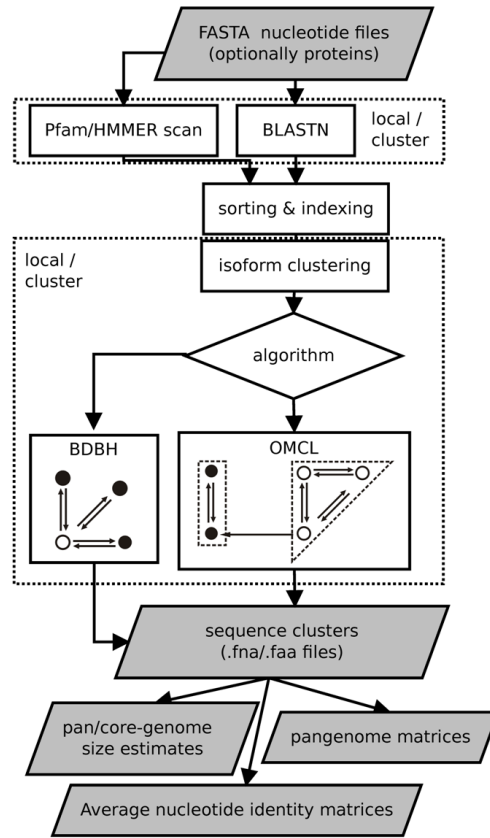 FASTA nucleotide files
(optionally proteins)
Pfam/HMMER scan
BLASTN
local /
cluster
sorting & indexing
local /
cluster
isoform clustering
algorithm
BDBH
OMCL
sequence clusters
(.fna/.faa files)
pan/core-genome
size estimates
pangenome matrices
Average nucleotide identity matrices